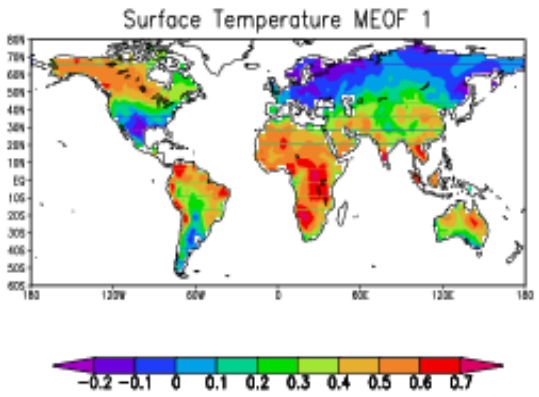 Surface Temperature MEOF 1
80N
70N
60N
50N
40N
30N
20N
10N
EQ
10S
20S
30S
40S
50S
60S
180 120W 60W 0 60E 120E 180
-0.2 -0.1 0 0.1 0.2 0.3 0.4 0.5 0.6 0.7